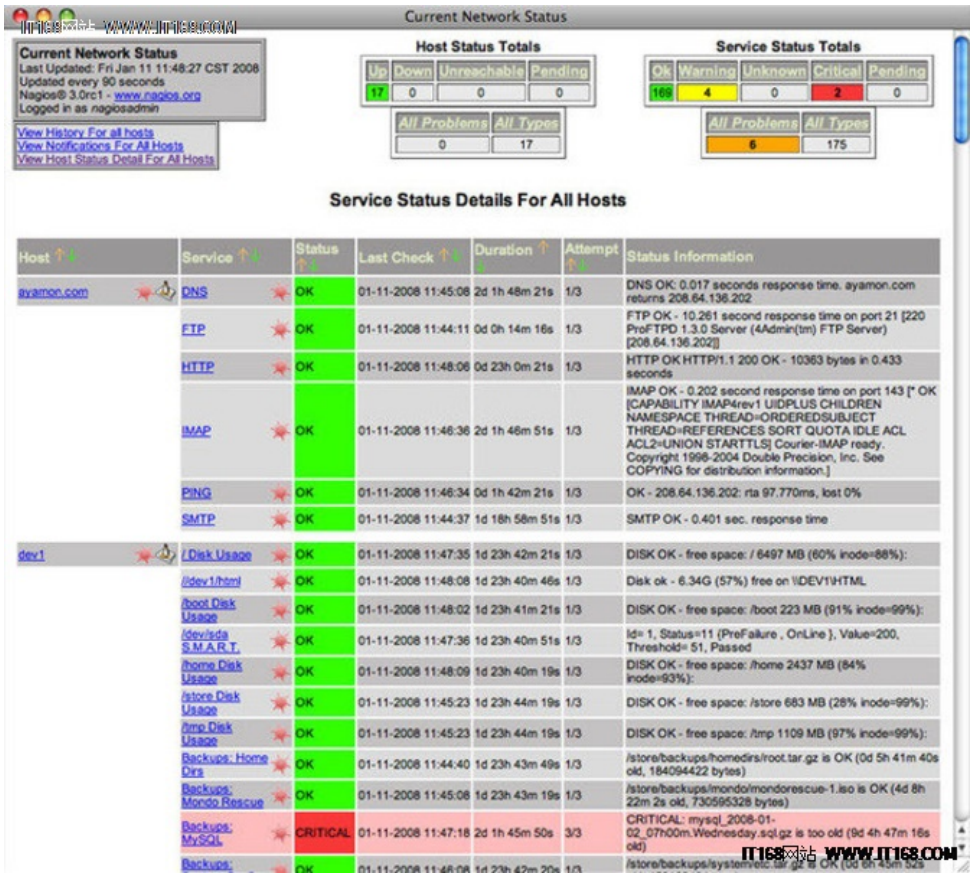 Current Network Status
IT168网站 WWW.IT168.COM
Current Network Status
Last Updated: Fri Jan 11 11:48:27 CST 2008
Updated every 90 seconds
Nagios® 3.0rc1 - www.nagios.org
Logged in as nagiosadmin
View History For all hosts
View Notifications For All Hosts
View Host Status Detail For All Hosts
Host Status Totals
Up Down Unreachable Pending
17 0 0 0
All Problems All Types
0 17
Service Status Totals
Ok Warning Unknown Critical Pending
169 4 0 2 0
All Problems All Types
6 175
Service Status Details For All Hosts
Host Service Status Last Check Duration Attempt Status Information
ayamon.com DNS OK 01-11-2008 11:45:08 2d 1h 48m 21s 1/3 DNS OK: 0.017 seconds response time. ayamon.com
returns 208.64.136.202
FTP OK 01-11-2008 11:44:11 0d 0h 14m 16s 1/3 FTP OK - 10.261 second response time on port 21 [220
ProFTPD 1.3.0 Server (4Admin(tm) FTP Server)
[208.64.136.202]]
HTTP OK 01-11-2008 11:48:06 0d 23h 0m 21s 1/3 HTTP OK HTTP/1.1 200 OK - 10363 bytes in 0.433
seconds
IMAP OK 01-11-2008 11:46:36 2d 1h 46m 51s 1/3 IMAP OK - 0.202 second response time on port 143 [* OK
[CAPABILITY IMAP4rev1 UIDPLUS CHILDREN
NAMESPACE THREAD=ORDEREDSUBJECT
THREAD=REFERENCES SORT QUOTA IDLE ACL
ACL2=UNION STARTTLS] Courier-IMAP ready.
Copyright 1998-2004 Double Precision, Inc. See
COPYING for distribution information.]
PING OK 01-11-2008 11:46:34 0d 1h 42m 21s 1/3 OK - 208.64.136.202: rta 97.770ms, lost 0%
SMTP OK 01-11-2008 11:44:37 1d 18h 58m 51s 1/3 SMTP OK - 0.401 sec. response time
dev1 / Disk Usage OK 01-11-2008 11:47:35 1d 23h 42m 21s 1/3 DISK OK - free space: / 6497 MB (60% inode=88%):
//dev1/html OK 01-11-2008 11:48:08 1d 23h 40m 46s 1/3 Disk ok - 6.34G (57%) free on \\DEV1\HTML
/boot Disk
Usage OK 01-11-2008 11:48:02 1d 23h 41m 21s 1/3 DISK OK - free space: /boot 223 MB (91% inode=99%):
/dev/sda
S.M.A.R.T. OK 01-11-2008 11:47:36 1d 23h 40m 51s 1/3 Id= 1, Status=11 {PreFailure , OnLine }, Value=200,
Threshold= 51, Passed
/home Disk
Usage OK 01-11-2008 11:48:09 1d 23h 40m 19s 1/3 DISK OK - free space: /home 2437 MB (84%
inode=93%):
/store Disk
Usage OK 01-11-2008 11:45:23 1d 23h 44m 19s 1/3 DISK OK - free space: /store 683 MB (28% inode=99%):
/tmp Disk
Usage OK 01-11-2008 11:45:23 1d 23h 44m 19s 1/3 DISK OK - free space: /tmp 1109 MB (97% inode=99%):
Backups: Home
Dirs OK 01-11-2008 11:44:40 1d 23h 43m 49s 1/3 /store/backups/homedirs/root.tar.gz is OK (0d 5h 41m 40s
old, 184094422 bytes)
Backups:
Mondo Rescue OK 01-11-2008 11:45:08 1d 23h 43m 19s 1/3 /store/backups/mondo/mondorescue-1.iso is OK (4d 8h
22m 2s old, 730595328 bytes)
Backups:
MySQL CRITICAL 01-11-2008 11:47:18 2d 1h 45m 50s 3/3 CRITICAL: mysql_2008-01-
02_07h00m.Wednesday.sql.gz is too old (9d 4h 47m 16s
old)
Backups: OK 01-11-2008 11:46:08 1d 23h 42m 20s 1/3 /store/backups/system/etc.tar.gz is OK (0d 6h 45m 52s
IT168网站 WWW.IT168.COM